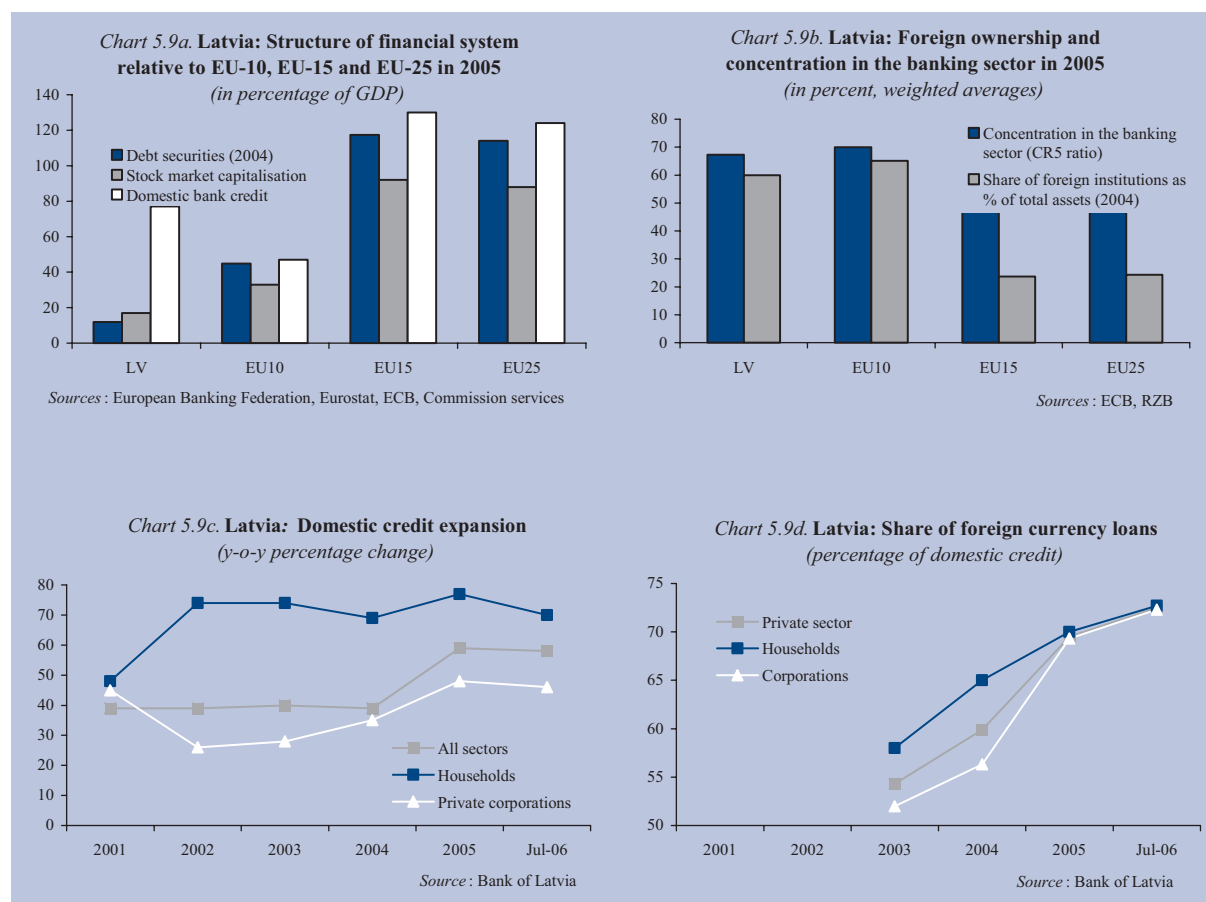 Chart 5.9a. Latvia: Structure of financial system
relative to EU-10, EU-15 and EU-25 in 2005
(in percentage of GDP)
140
120
100
80
60
40
20
0
Debt securities (2004)
Stock market capitalisation
Domestic bank credit
LV EU10 EU15 EU25
Sources : European Banking Federation, Eurostat, ECB, Commission services
Chart 5.9b. Latvia: Foreign ownership and
concentration in the banking sector in 2005
(in percent, weighted averages)
80
70
60
50
40
30
20
10
0
Concentration in the banking
sector (CR5 ratio)
Share of foreign institutions as
% of total assets (2004)
LV EU10 EU15 EU25
Sources : ECB, RZB
Chart 5.9c. Latvia: Domestic credit expansion
(y-o-y percentage change)
80
70
60
50
40
30
20
10
0
All sectors
Households
Private corporations
2001 2002 2003 2004 2005 Jul-06
Source : Bank of Latvia
Chart 5.9d. Latvia: Share of foreign currency loans
(percentage of domestic credit)
75
70
65
60
55
50
Private sector
Households
Corporations
2001 2002 2003 2004 2005 Jul-06
Source : Bank of Latvia